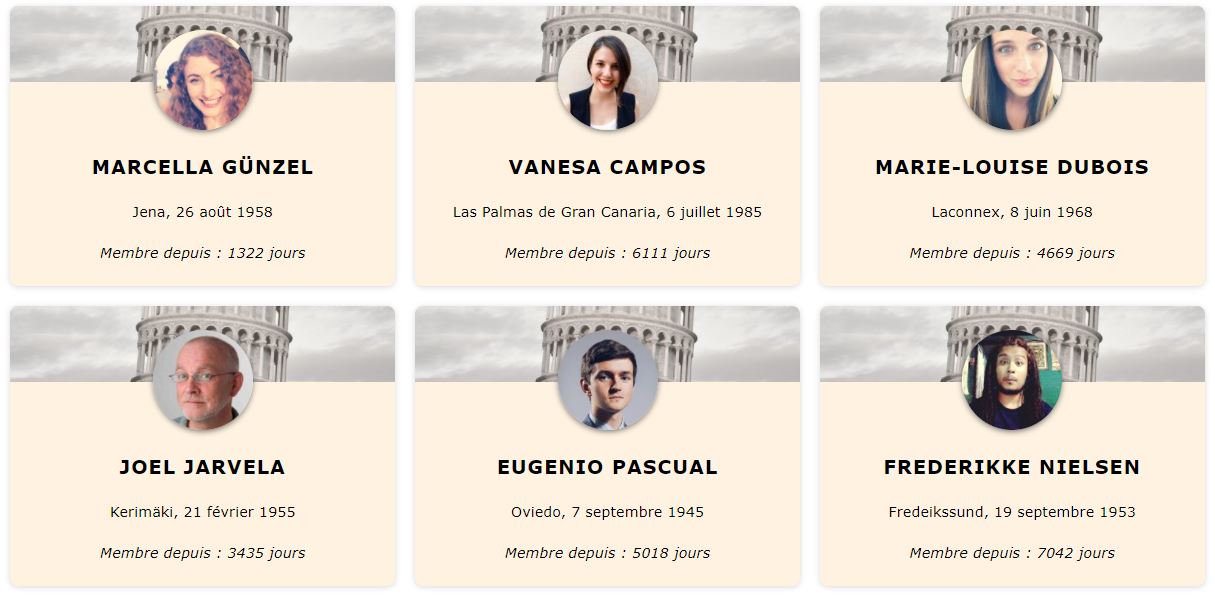 MARCELLA GÜNZEL
Jena, 26 août 1958
Membre depuis : 1322 jours
VANESA CAMPOS
Las Palmas de Gran Canaria, 6 juillet 1985
Membre depuis : 6111 jours
MARIE-LOUISE DUBOIS
Laconnex, 8 juin 1968
Membre depuis : 4669 jours
JOEL JARVELA
Kerimäki, 21 février 1955
Membre depuis : 3435 jours
EUGENIO PASCUAL
Oviedo, 7 septembre 1945
Membre depuis : 5018 jours
FREDERIKKE NIELSEN
Fredeikssund, 19 septembre 1953
Membre depuis : 7042 jours